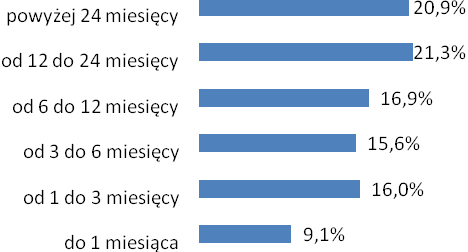 powyżej 24 miesięcy 20,9%
od 12 do 24 miesięcy 21,3%
od 6 do 12 miesięcy 16,9%
od 3 do 6 miesięcy 15,6%
od 1 do 3 miesięcy 16,0%
do 1 miesiąca 9,1%